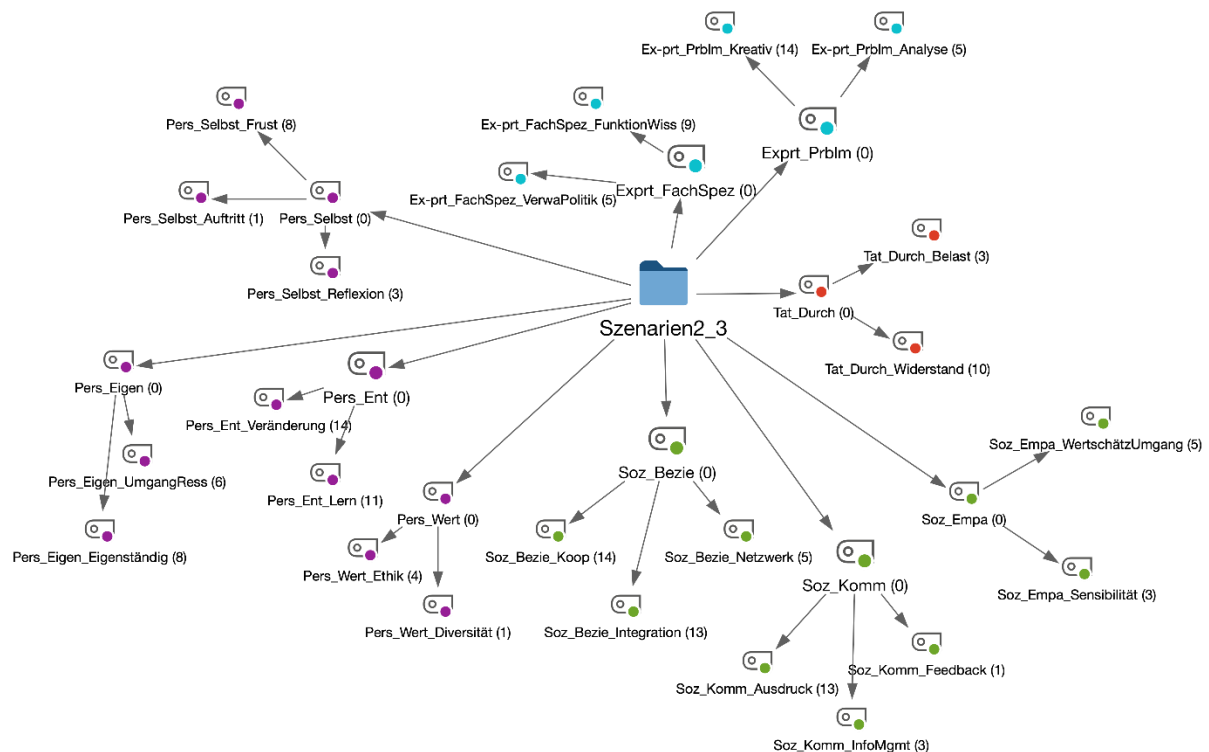 Ex-prt_Prblm_Kreativ (14)
Ex-prt_Prblm_Analyse (5)
Pers_Selbst_Frust (8)
Ex-prt_FachSpez_FunktionWiss (9)
Exprt_Prblm (0)
Exprt_FachSpez (0)
Ex-prt_FachSpez_VerwaPolitik (5)
Pers_Selbst_Auftritt (1)
Pers_Selbst (0)
Tat_Durch_Belast (3)
Pers_Selbst_Reflexion (3)
Tat_Durch (0)
Szenarien2_3
Tat_Durch_Widerstand (10)
Pers_Eigen (0)
Pers_Ent (0)
Pers_Ent_Veränderung (14)
Soz_Empa_WertschätzUmgang (5)
Soz_Bezie (0)
Pers_Eigen_UmgangRess (6)
Pers_Ent_Lern (11)
Pers_Wert (0)
Soz_Empa (0)
Pers_Eigen_Eigenständig (8)
Soz_Bezie_Koop (14)
Soz_Bezie_Netzwerk (5)
Pers_Wert_Ethik (4)
Soz_Komm (0)
Soz_Empa_Sensibilität (3)
Pers_Wert_Diversität (1)
Soz_Bezie_Integration (13)
Soz_Komm_Feedback (1)
Soz_Komm_Ausdruck (13)
Soz_Komm_InfoMgmt (3)